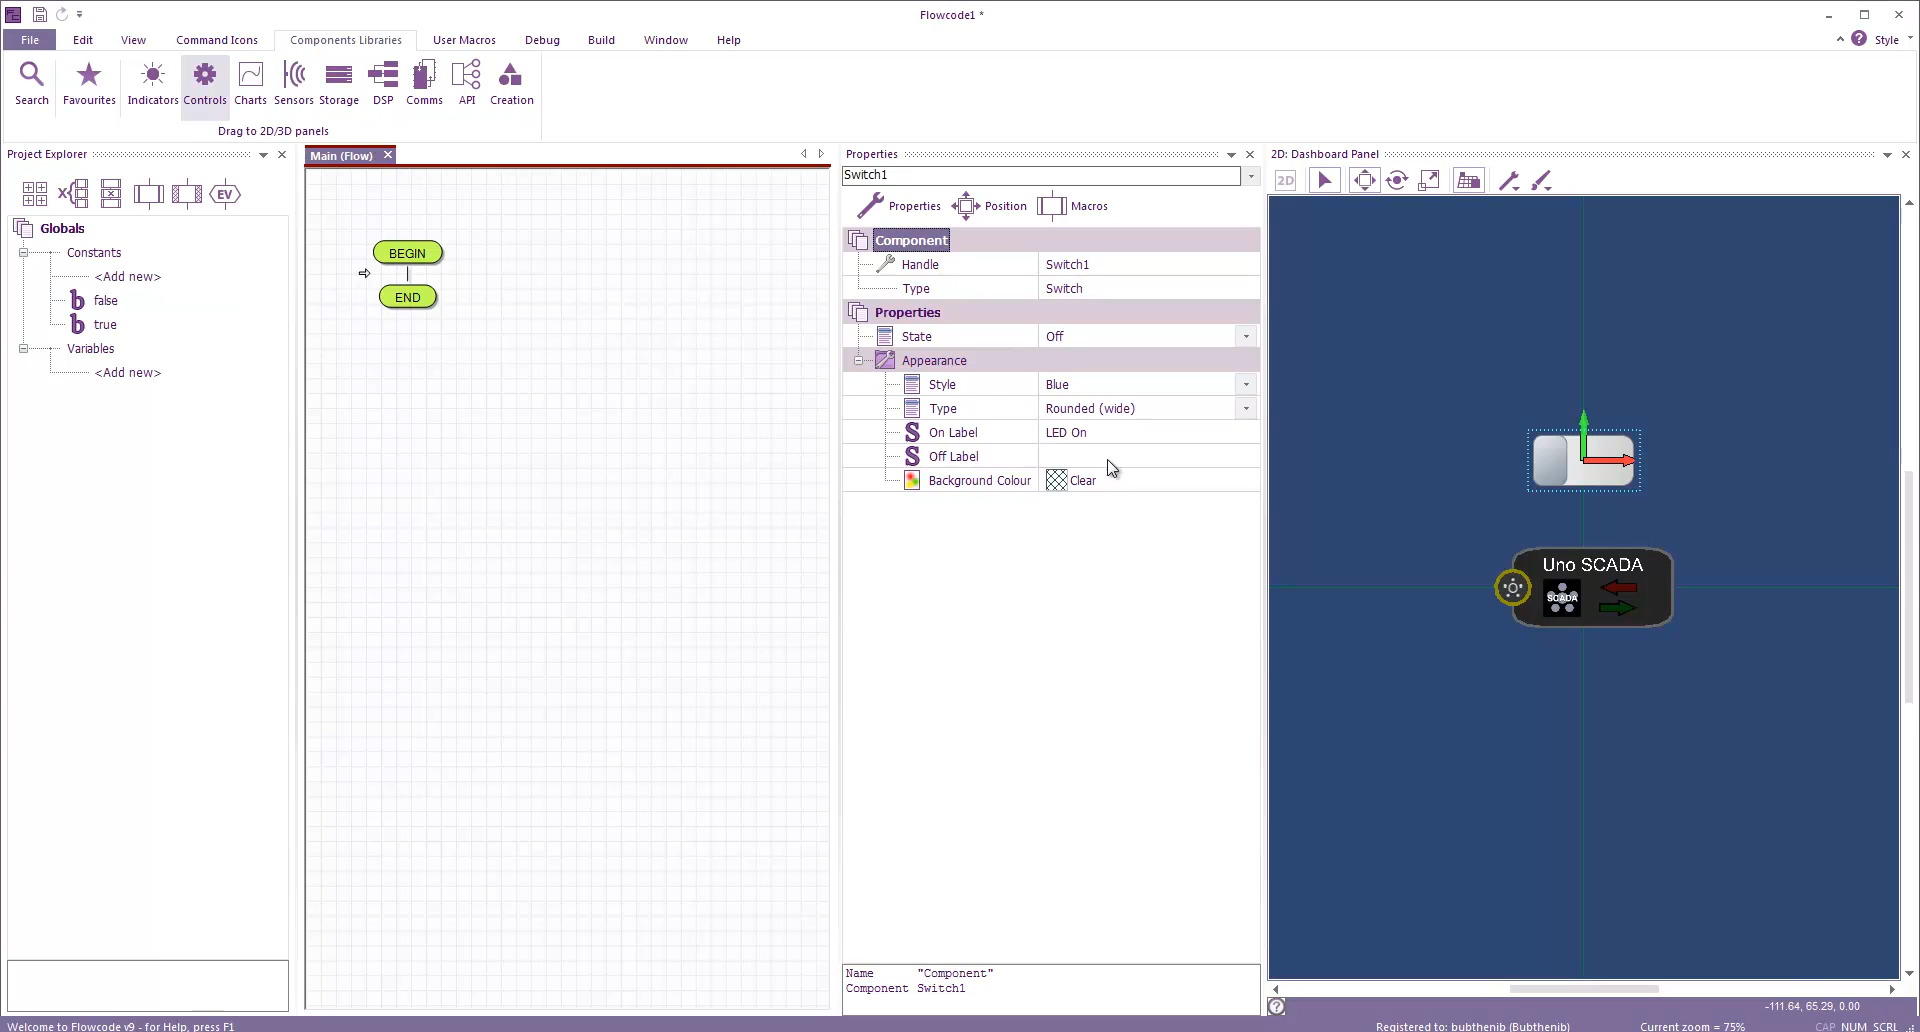 Flowcode1 *
File Edit View Command Icons Components Libraries User Macros Debug Build Window Help Style
Search Favourites Indicators Controls Charts Sensors Storage DSP Comms API Creation
Drag to 2D/3D panels
Project Explorer
EV
Globals
Constants
<Add new>
false
true
Variables
<Add new>
Main (Flow)
BEGIN
END
Properties
Switch1
Properties Position Macros
Component
Handle Switch1
Type Switch
Properties
State Off
Appearance
Style Blue
Type Rounded (wide)
On Label LED On
Off Label
Background Colour Clear
Name "Component"
Component Switch1
2D: Dashboard Panel
2D
Uno SCADA
SCADA
-111.64, 65.29, 0.00
Welcome to Flowcode v9 - for Help, press F1
Registered to: bubthenib (Bubthenib) Current zoom = 75% CAP NUM SCRL